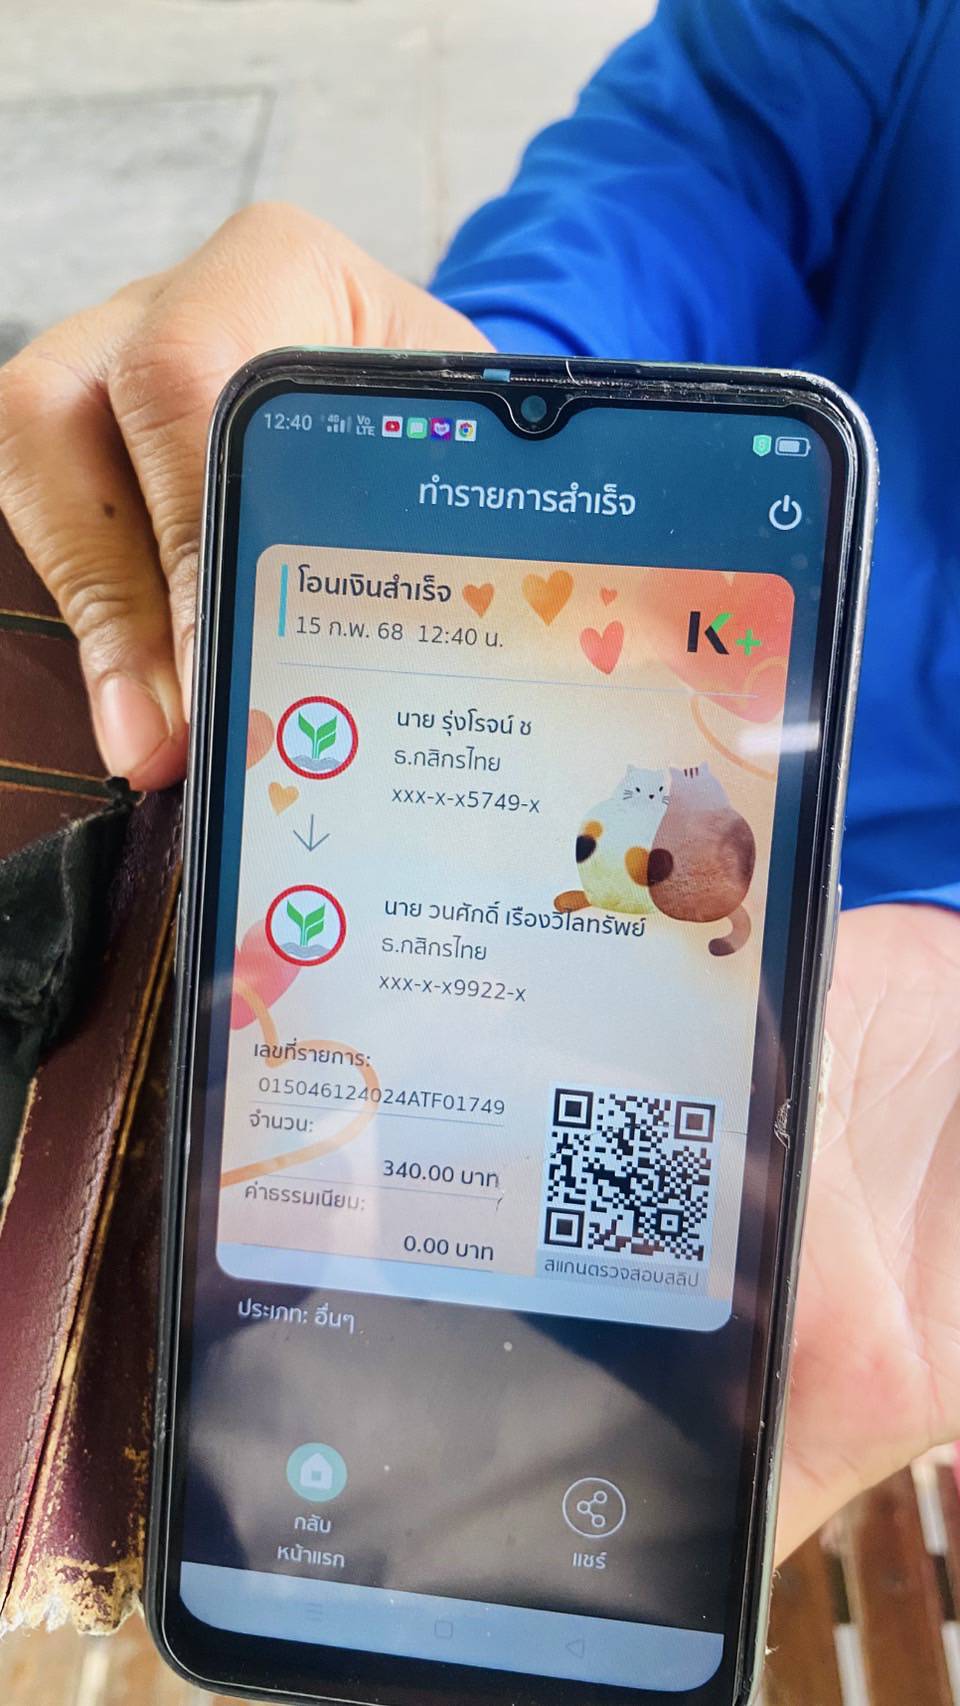 12:40 4G Vo LTE
ทำรายการสำเร็จ
โอนเงินสำเร็จ
15 ก.พ. 68 12:40 น.
K+
นาย รุ่งโรจน์ ช
ธ.กสิกรไทย
xxx-x-x5749-x
นาย วนศักดิ์ เรืองวิไลทรัพย์
ธ.กสิกรไทย
xxx-x-x9922-x
เลขที่รายการ:
015046124024ATF01749
จำนวน:
340.00 บาท
ค่าธรรมเนียม:
0.00 บาท
สแกนตรวจสอบสลิป
ประเภท: อื่นๆ
กลับ
หน้าแรก
แชร์